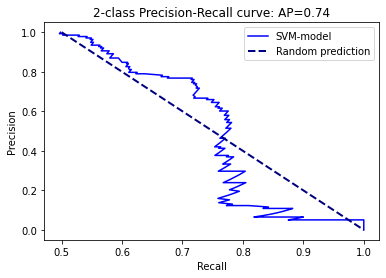 2-class Precision-Recall curve: AP=0.74
SVM-model
Random prediction
Precision
1.0
0.8
0.6
0.4
0.2
0.0
0.5
0.6
0.7
0.8
0.9
1.0
Recall